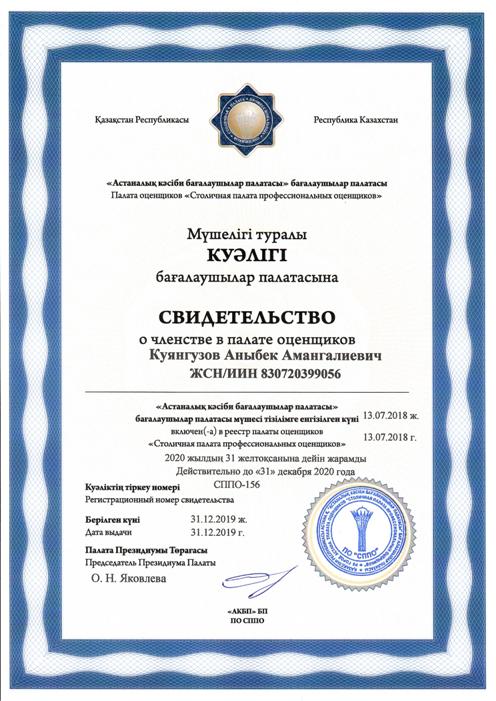 Қазақстан Республикасы
Республика Казахстан
«Астаналық кәсіби бағалаушылар палатасы» бағалаушылар палатасы
Палата оценщиков «Столичная палата профессиональных оценщиков»
Мүшелігі туралы
КУӘЛІГІ
бағалаушылар палатасына
СВИДЕТЕЛЬСТВО
о членстве в палате оценщиков
Куянгузов Аныбек Амангалиевич
ЖСН/ИИН 830720399056
«Астаналық кәсіби бағалаушылар палатасы»
бағалаушылар палатасы мүшесі тізілімге енгізілген күні 13.07.2018 ж.
включен(-а) в реестр палаты оценщиков
«Столичная палата профессиональных оценщиков» 13.07.2018 г.
2020 жылдың 31 желтоқсанына дейін жарамды
Действительно до «31» декабря 2020 года
Куәліктің тіркеу номері СППО-156
Регистрационный номер свидетельства
Берілген күні 31.12.2019 ж.
Дата выдачи 31.12.2019 г.
Палата Президиумы Төрағасы
Председатель Президиума Палаты
О. Н. Яковлева
«АКБП» БП
ПО СППО
ПО "СППО"